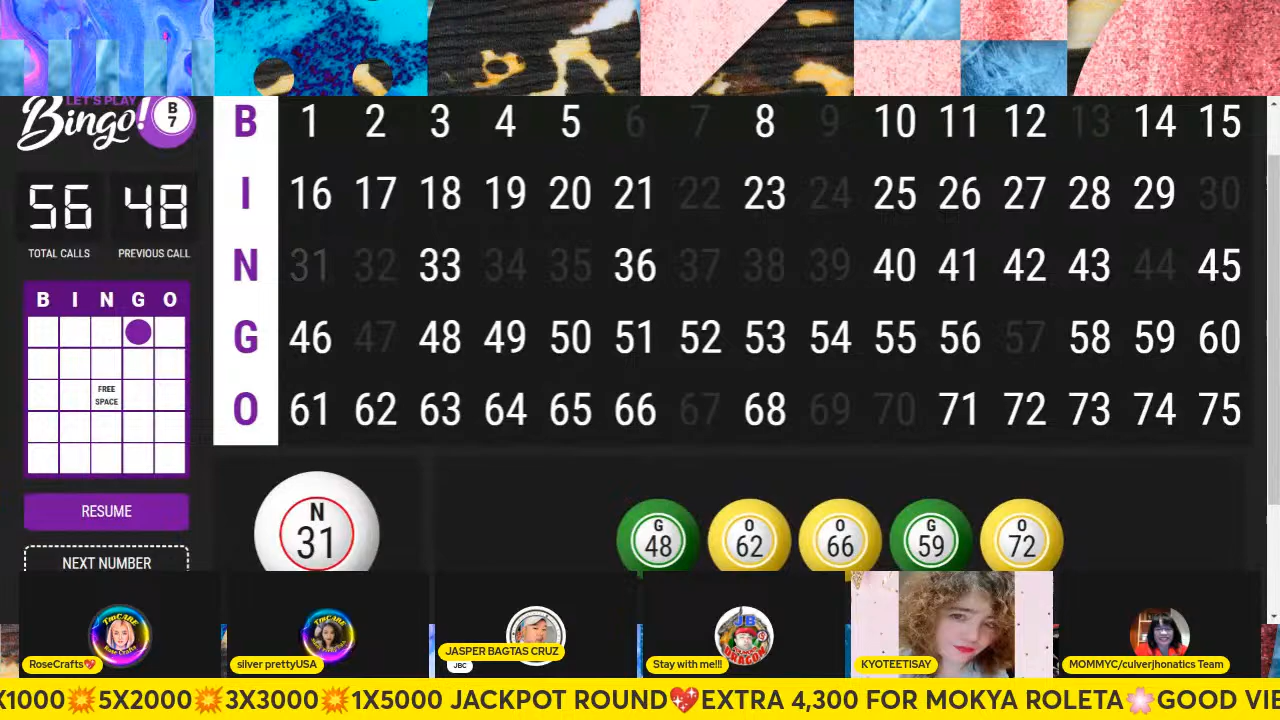 LET'S PLAY
Bingo!
B
7
56
48
TOTAL CALLS
PREVIOUS CALL
B I N G O
FREE
SPACE
RESUME
NEXT NUMBER
B 1 2 3 4 5 6 7 8 9 10 11 12 13 14 15
I 16 17 18 19 20 21 22 23 24 25 26 27 28 29 30
N 31 32 33 34 35 36 37 38 39 40 41 42 43 44 45
G 46 47 48 49 50 51 52 53 54 55 56 57 58 59 60
O 61 62 63 64 65 66 67 68 69 70 71 72 73 74 75
N
31
G
48
O
62
O
66
G
59
O
72
RoseCrafts💖
siilver prettyUSA
JASPER BAGTAS CRUZ
JBC
Stay with me!!!
KYOTEETISAY
MOMMYC/culverjhonatics Team
X1000💥5X2000💥3X3000💥1X5000 JACKPOT ROUND💖EXTRA 4,300 FOR MOKYA ROLETA🌸GOOD VIE